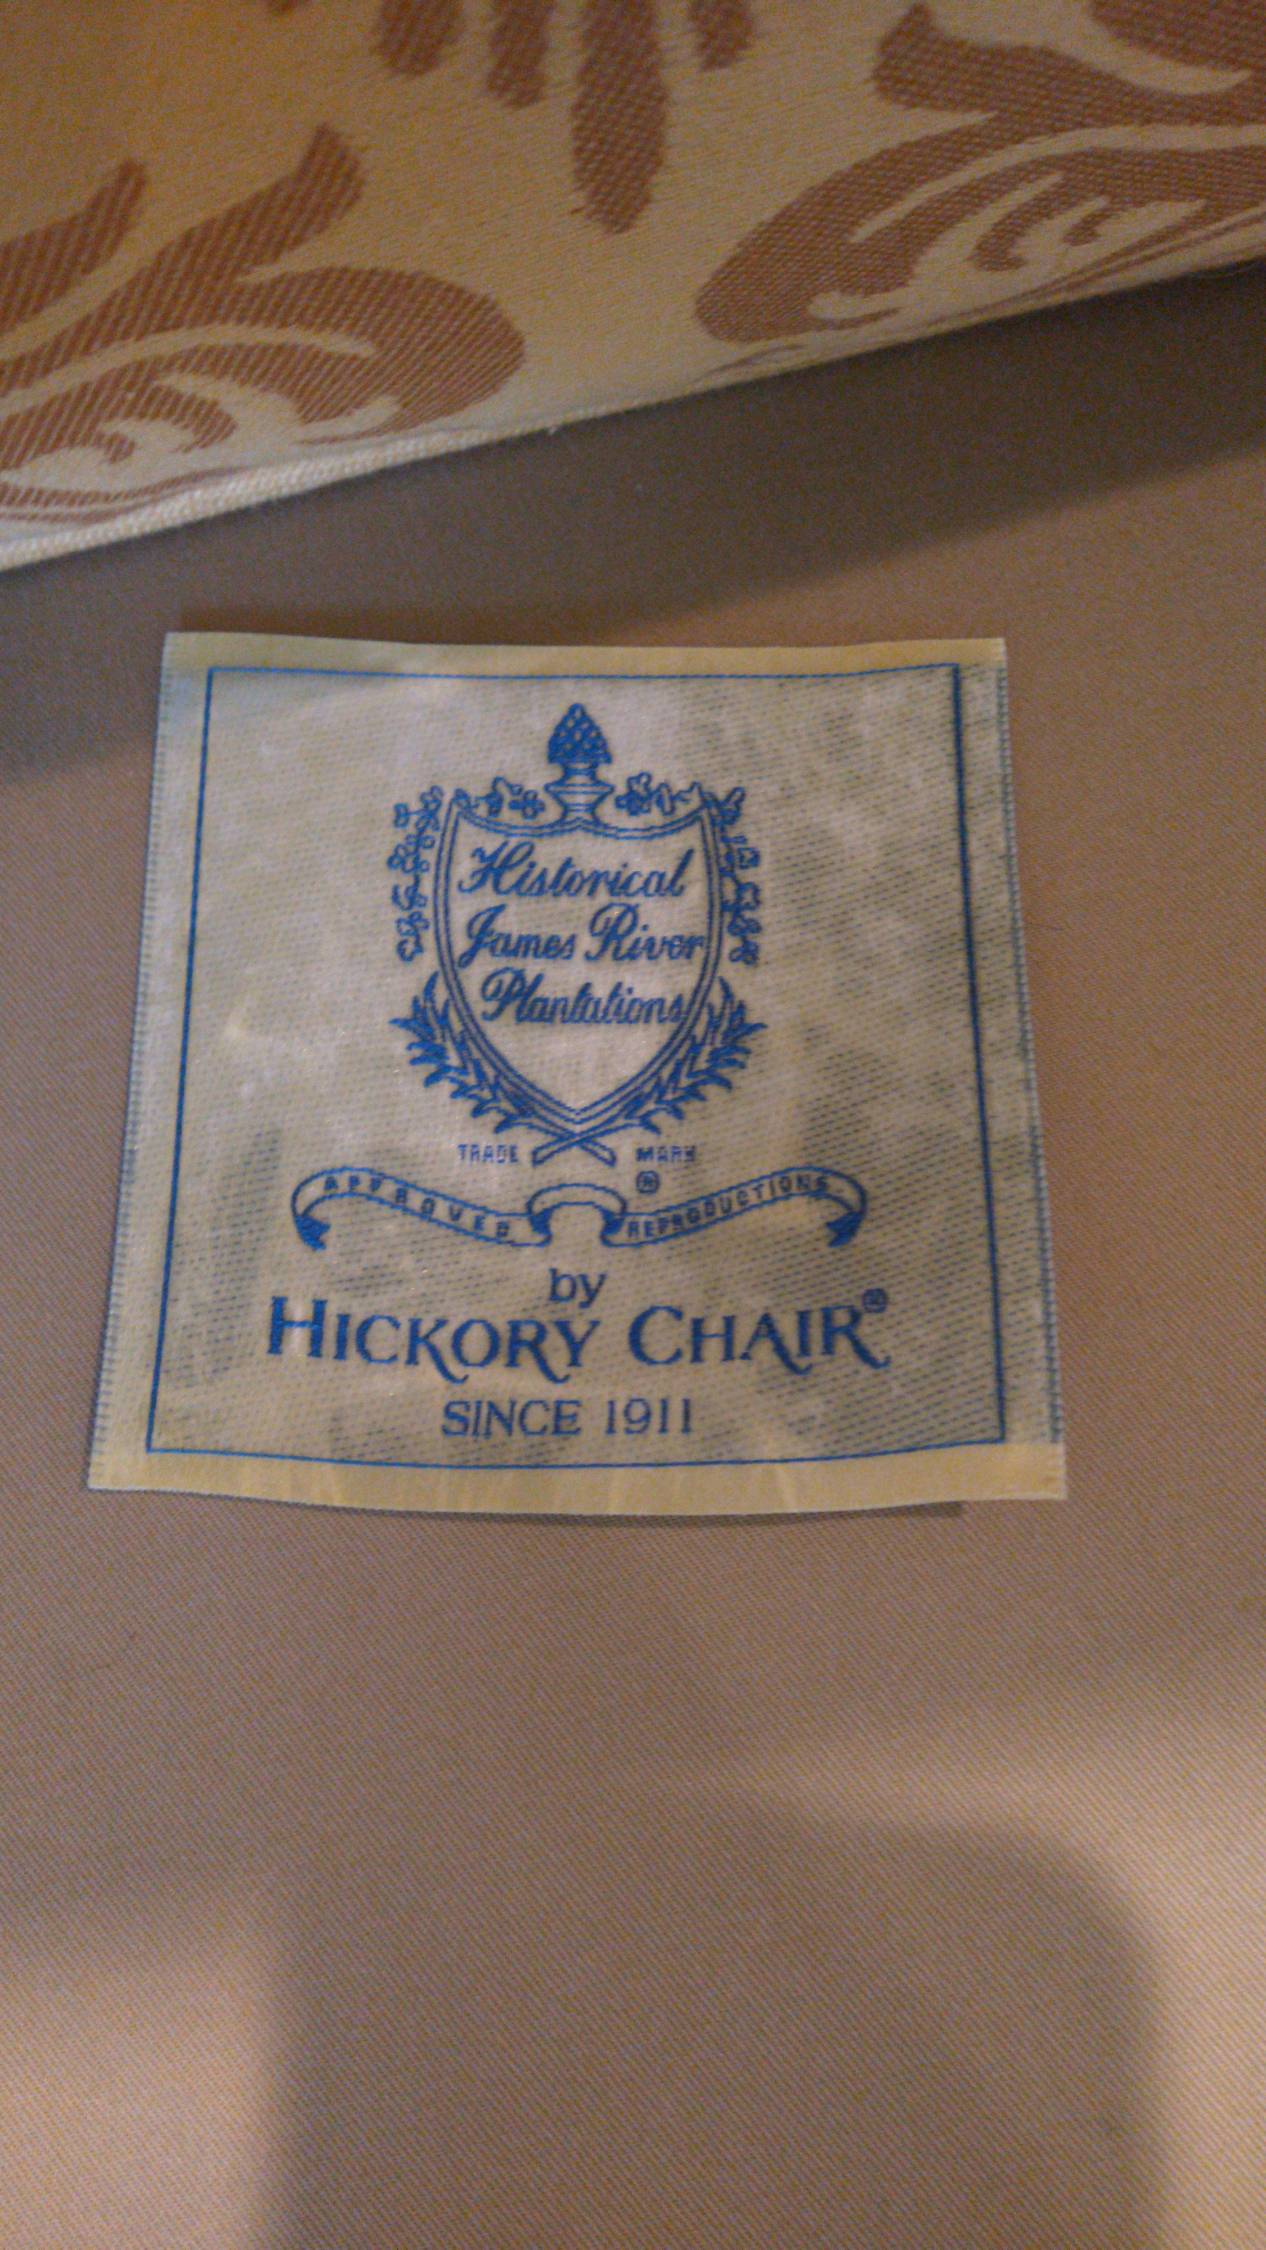 Historical
James River
Plantations
TRADE MARK
®
APPROVED REPRODUCTIONS
by
HICKORY CHAIR®
SINCE 1911